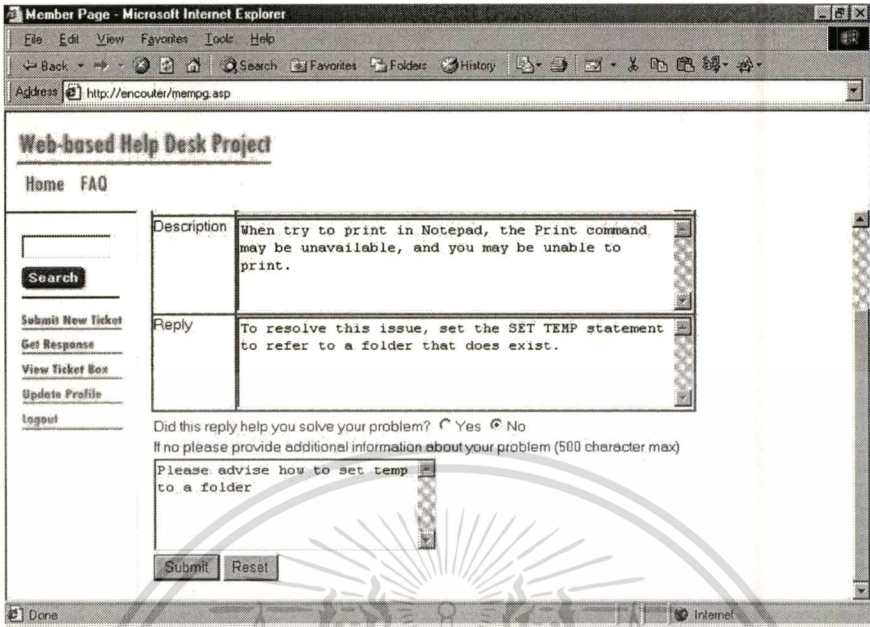 Member Page - Microsoft Internet Explorer
File Edit View Favorites Tools Help
Back Search Favorites Folders History
Address http://encouter/mempg.asp
Web-based Help Desk Project
Home FAQ
Search
Submit New Ticket
Get Response
View Ticket Box
Update Profile
Logout
Description
When try to print in Notepad, the Print command
may be unavailable, and you may be unable to
print.
Reply
To resolve this issue, set the SET TEMP statement
to refer to a folder that does exist.
Did this reply help you solve your problem? Yes No
If no please provide additional information about your problem (500 character max)
Please advise how to set temp
to a folder
Submit Reset
Done Internet